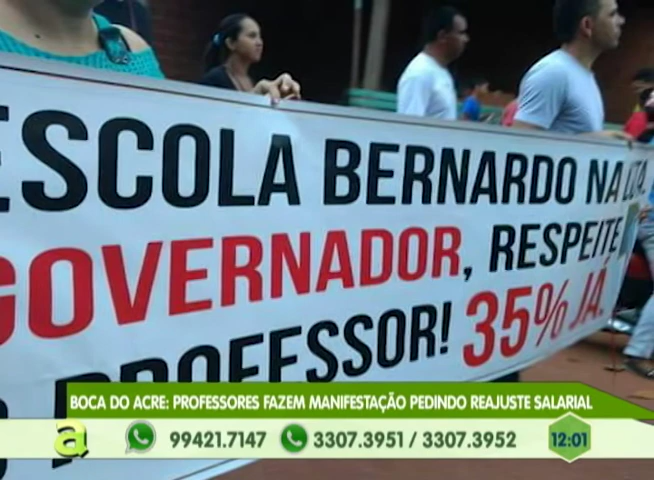 ESCOLA BERNARDO NA LUTA.
GOVERNADOR, RESPEITE
O PROFESSOR! 35% JÁ.
BOCA DO ACRE: PROFESSORES FAZEM MANIFESTAÇÃO PEDINDO REAJUSTE SALARIAL
a 99421.7147 3307.3951 / 3307.3952 12:01